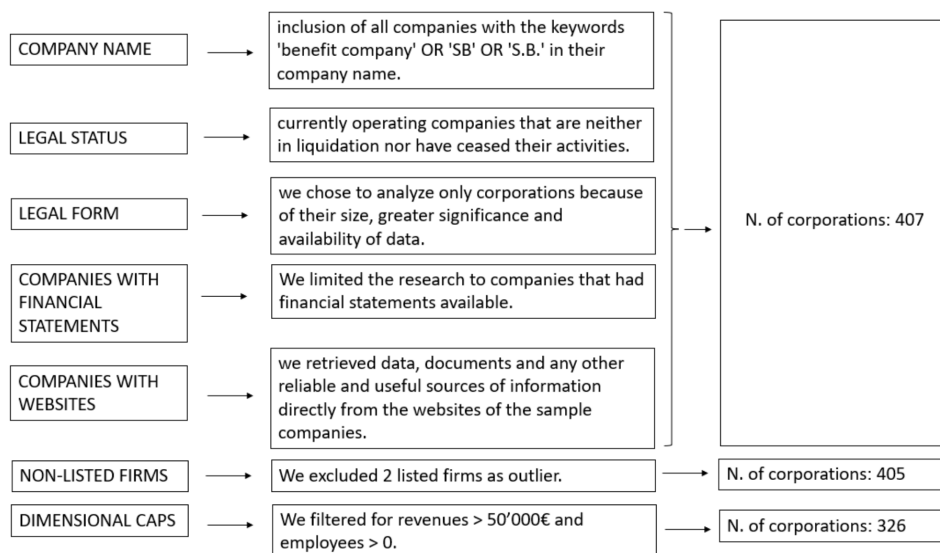 COMPANY NAME
inclusion of all companies with the keywords
'benefit company' OR 'SB' OR 'S.B.' in their
company name.
LEGAL STATUS
currently operating companies that are neither
in liquidation nor have ceased their activities.
LEGAL FORM
we chose to analyze only corporations because
of their size, greater significance and
availability of data.
N. of corporations: 407
COMPANIES WITH
FINANCIAL
STATEMENTS
We limited the research to companies that had
financial statements available.
COMPANIES WITH
WEBSITES
we retrieved data, documents and any other
reliable and useful sources of information
directly from the websites of the sample
companies.
NON-LISTED FIRMS
We excluded 2 listed firms as outlier.
N. of corporations: 405
DIMENSIONAL CAPS
We filtered for revenues > 50’000€ and
employees > 0.
N. of corporations: 326